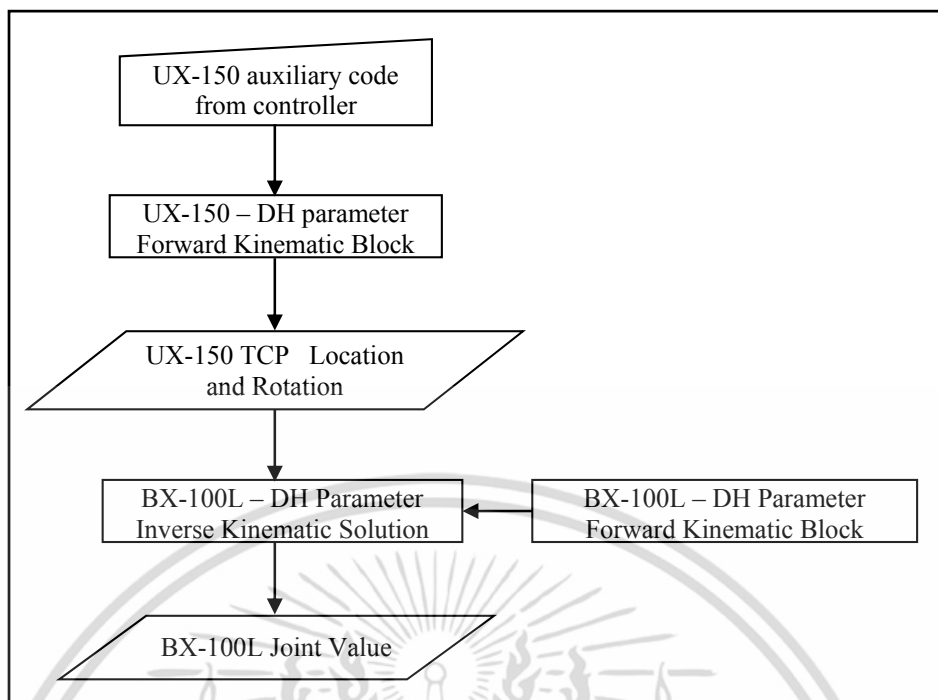 UX-150 auxiliary code
from controller
UX-150 – DH parameter
Forward Kinematic Block
UX-150 TCP Location
and Rotation
BX-100L – DH Parameter
Inverse Kinematic Solution
BX-100L – DH Parameter
Forward Kinematic Block
BX-100L Joint Value